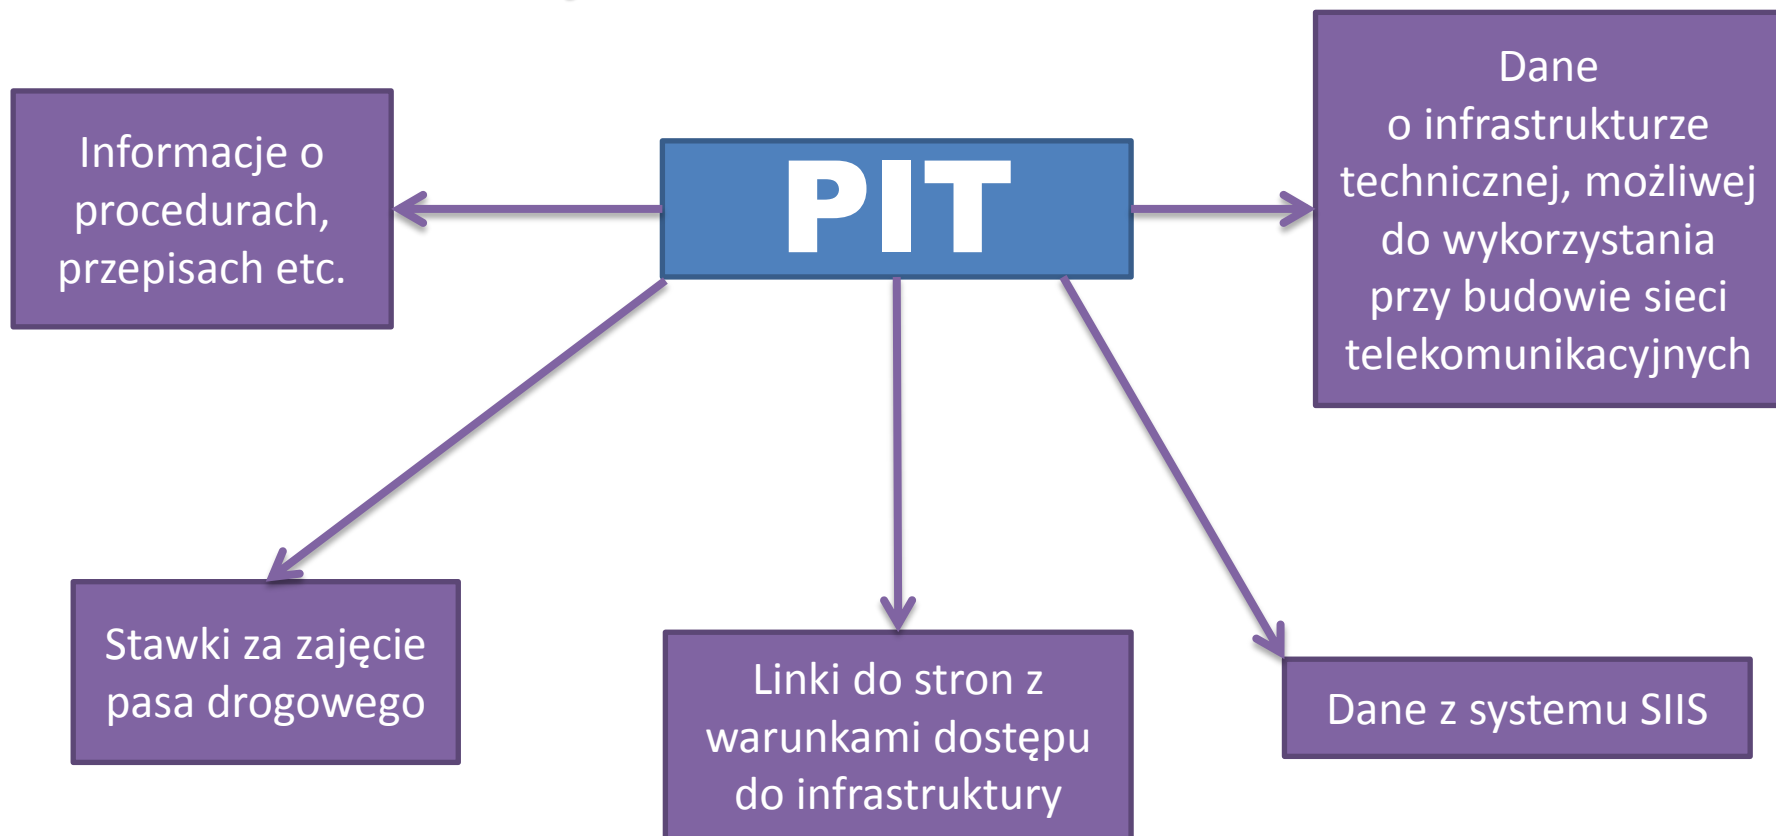 PIT
Informacje o
procedurach,
przepisach etc.
Dane
o infrastrukturze
technicznej, możliwej
do wykorzystania
przy budowie sieci
telekomunikacyjnych
Stawki za zajęcie
pasa drogowego
Linki do stron z
warunkami dostępu
do infrastruktury
Dane z systemu SIIS